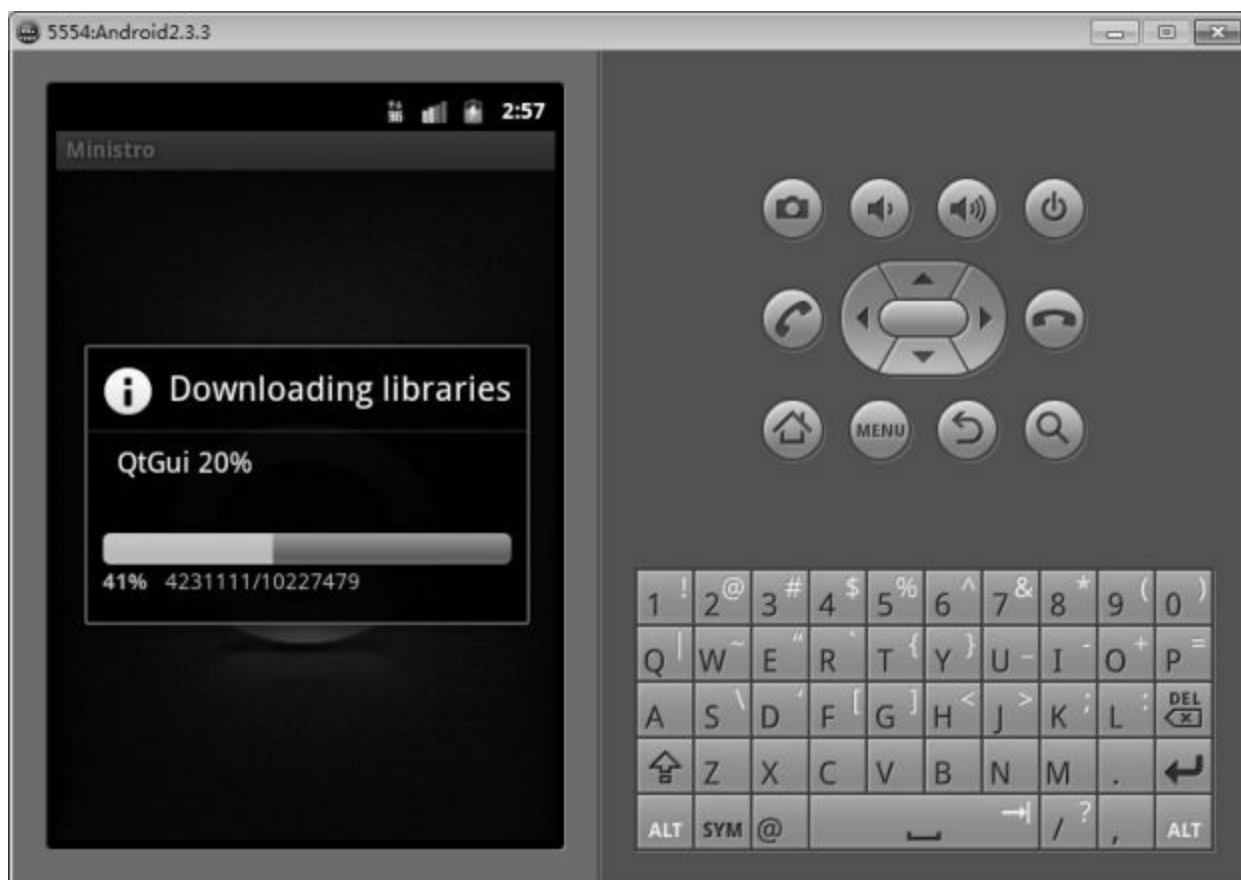 5554:Android2.3.3
3G 2:57
Ministro
Downloading libraries
QtGui 20%
41% 4231111/10227479
MENU
1 ! 2 @ 3 # 4 $ 5 % 6 ^ 7 & 8 * 9 ( 0 )
Q | W ~ E " R ` T { Y } U _ I - O + P =
A S \ D ' F [ G ] H < J > K ; L : DEL
Z X C V B N M .
ALT SYM @ / ? , ALT